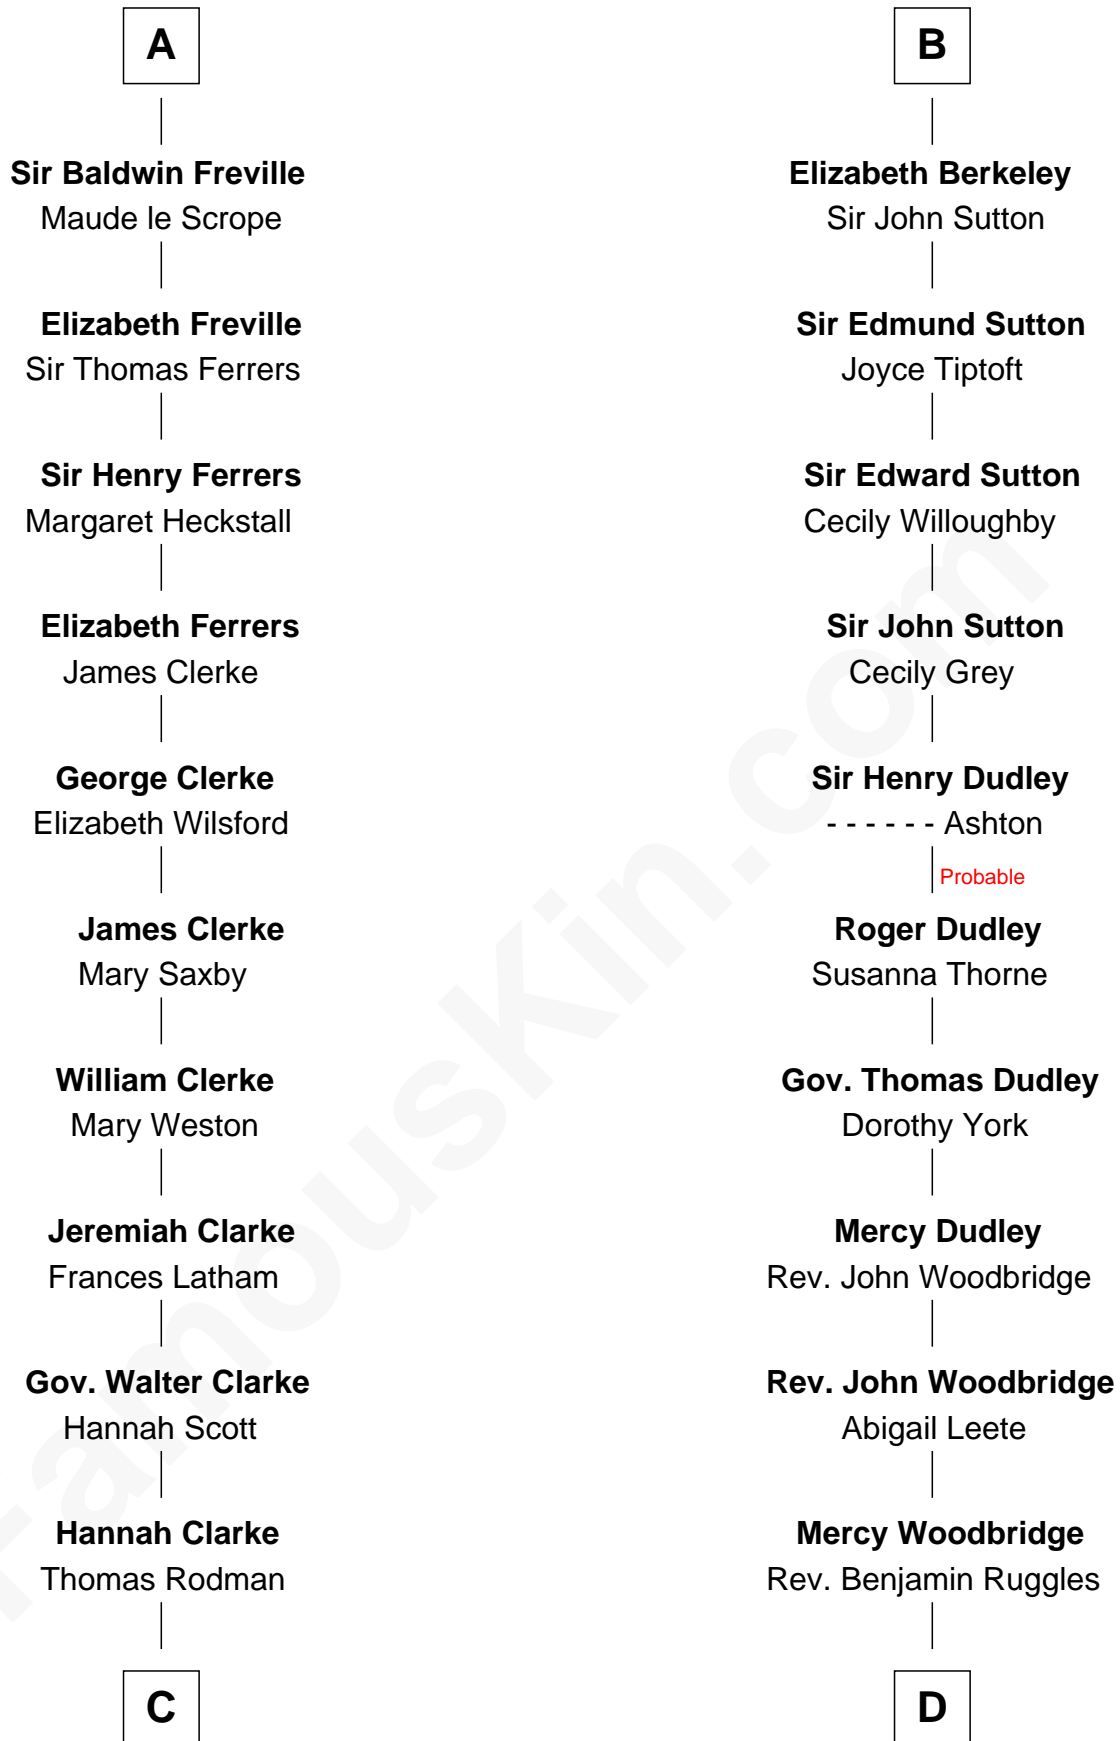 A
Sir Baldwin Freville
Maude le Scrope
Elizabeth Freville
Sir Thomas Ferrers
Sir Henry Ferrers
Margaret Heckstall
Elizabeth Ferrers
James Clerke
George Clerke
Elizabeth Wilsford
James Clerke
Mary Saxby
William Clerke
Mary Weston
Jeremiah Clarke
Frances Latham
Gov. Walter Clarke
Hannah Scott
Hannah Clarke
Thomas Rodman
C
B
Elizabeth Berkeley
Sir John Sutton
Sir Edmund Sutton
Joyce Tiptoft
Sir Edward Sutton
Cecily Willoughby
Sir John Sutton
Cecily Grey
Sir Henry Dudley
- - - - - - Ashton
Probable
Roger Dudley
Susanna Thorne
Gov. Thomas Dudley
Dorothy York
Mercy Dudley
Rev. John Woodbridge
Rev. John Woodbridge
Abigail Leete
Mercy Woodbridge
Rev. Benjamin Ruggles
D
FamousKin.com